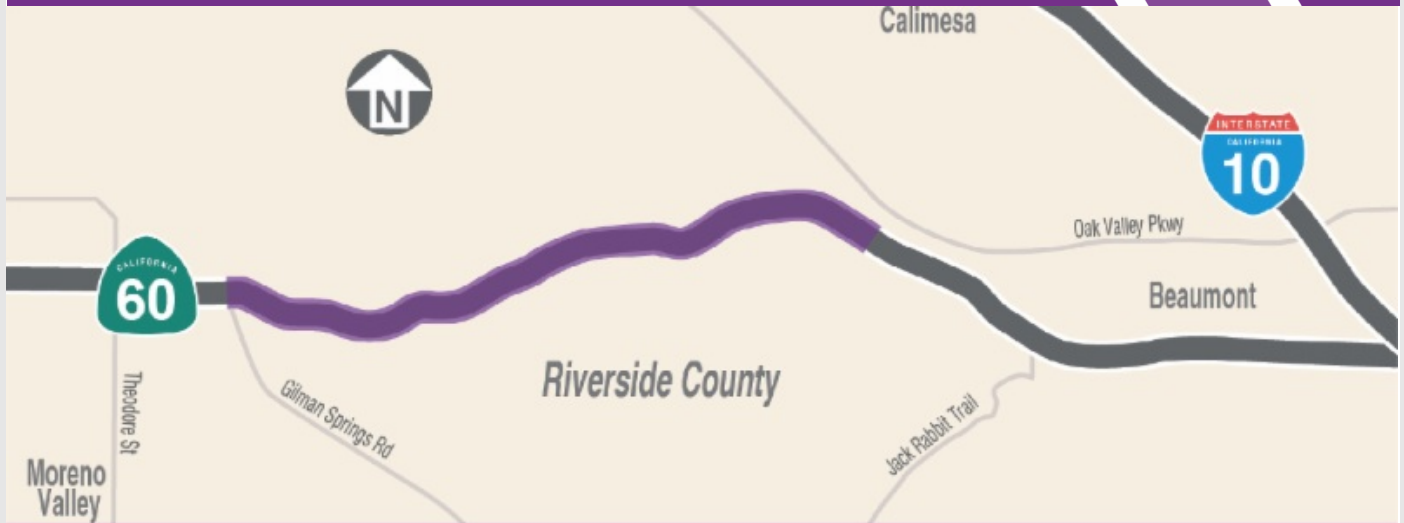 Calimesa
N
INTERSTATE
CALIFORNIA
10
Oak Valley Pkwy
CALIFORNIA
60
Beaumont
Riverside County
Theodore St
Gilman Springs Rd
Jack Rabbit Trail
Moreno
Valley